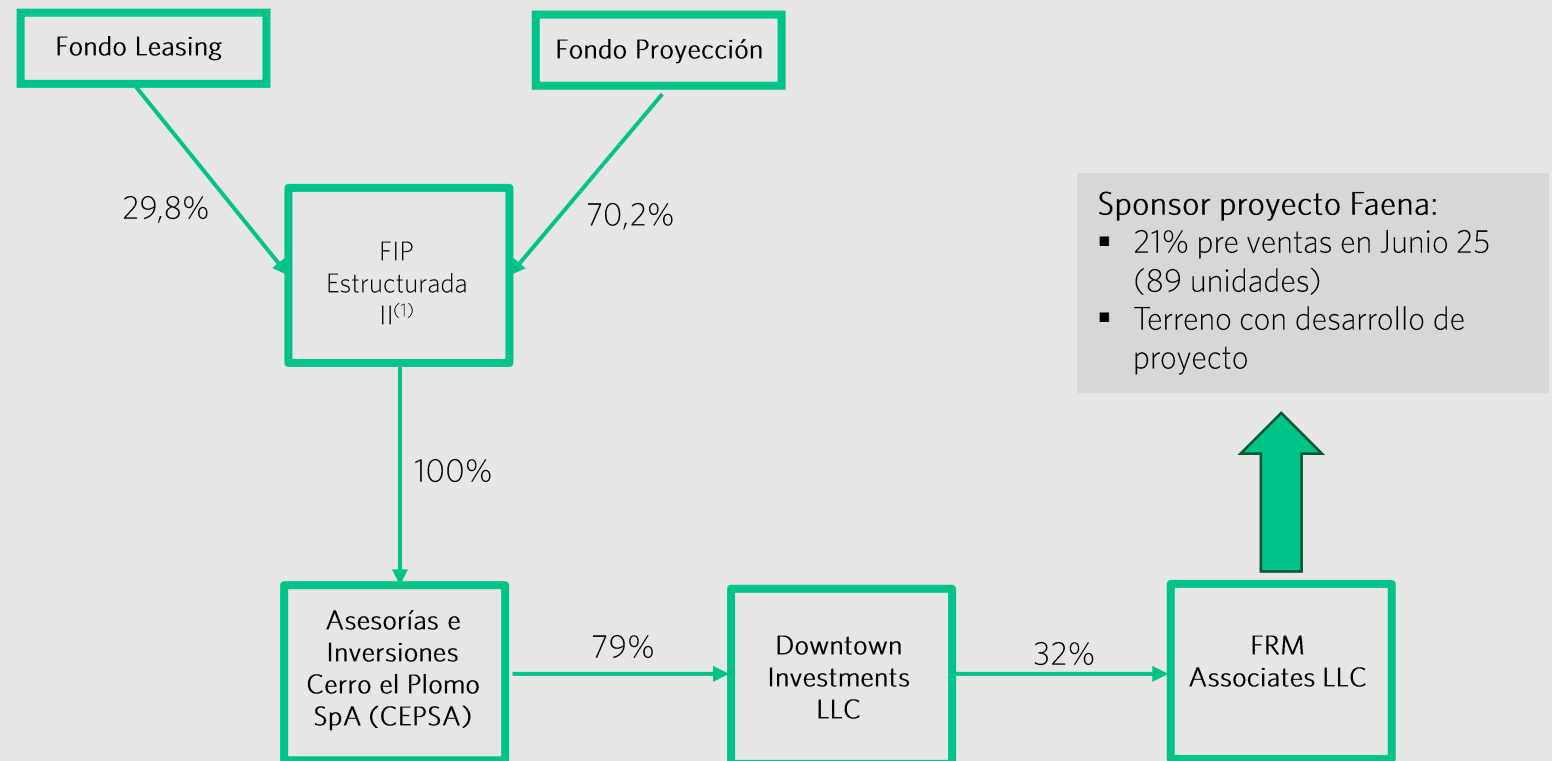 Fondo Leasing
Fondo Proyección
29,8%
70,2%
FIP
Estructurada
II(1)
Sponsor proyecto Faena:
▪ 21% pre ventas en Junio 25
(89 unidades)
▪ Terreno con desarrollo de
proyecto
100%
Asesorías e
Inversiones
Cerro el Plomo
SpA (CEPSA)
79%
Downtown
Investments
LLC
32%
FRM
Associates LLC